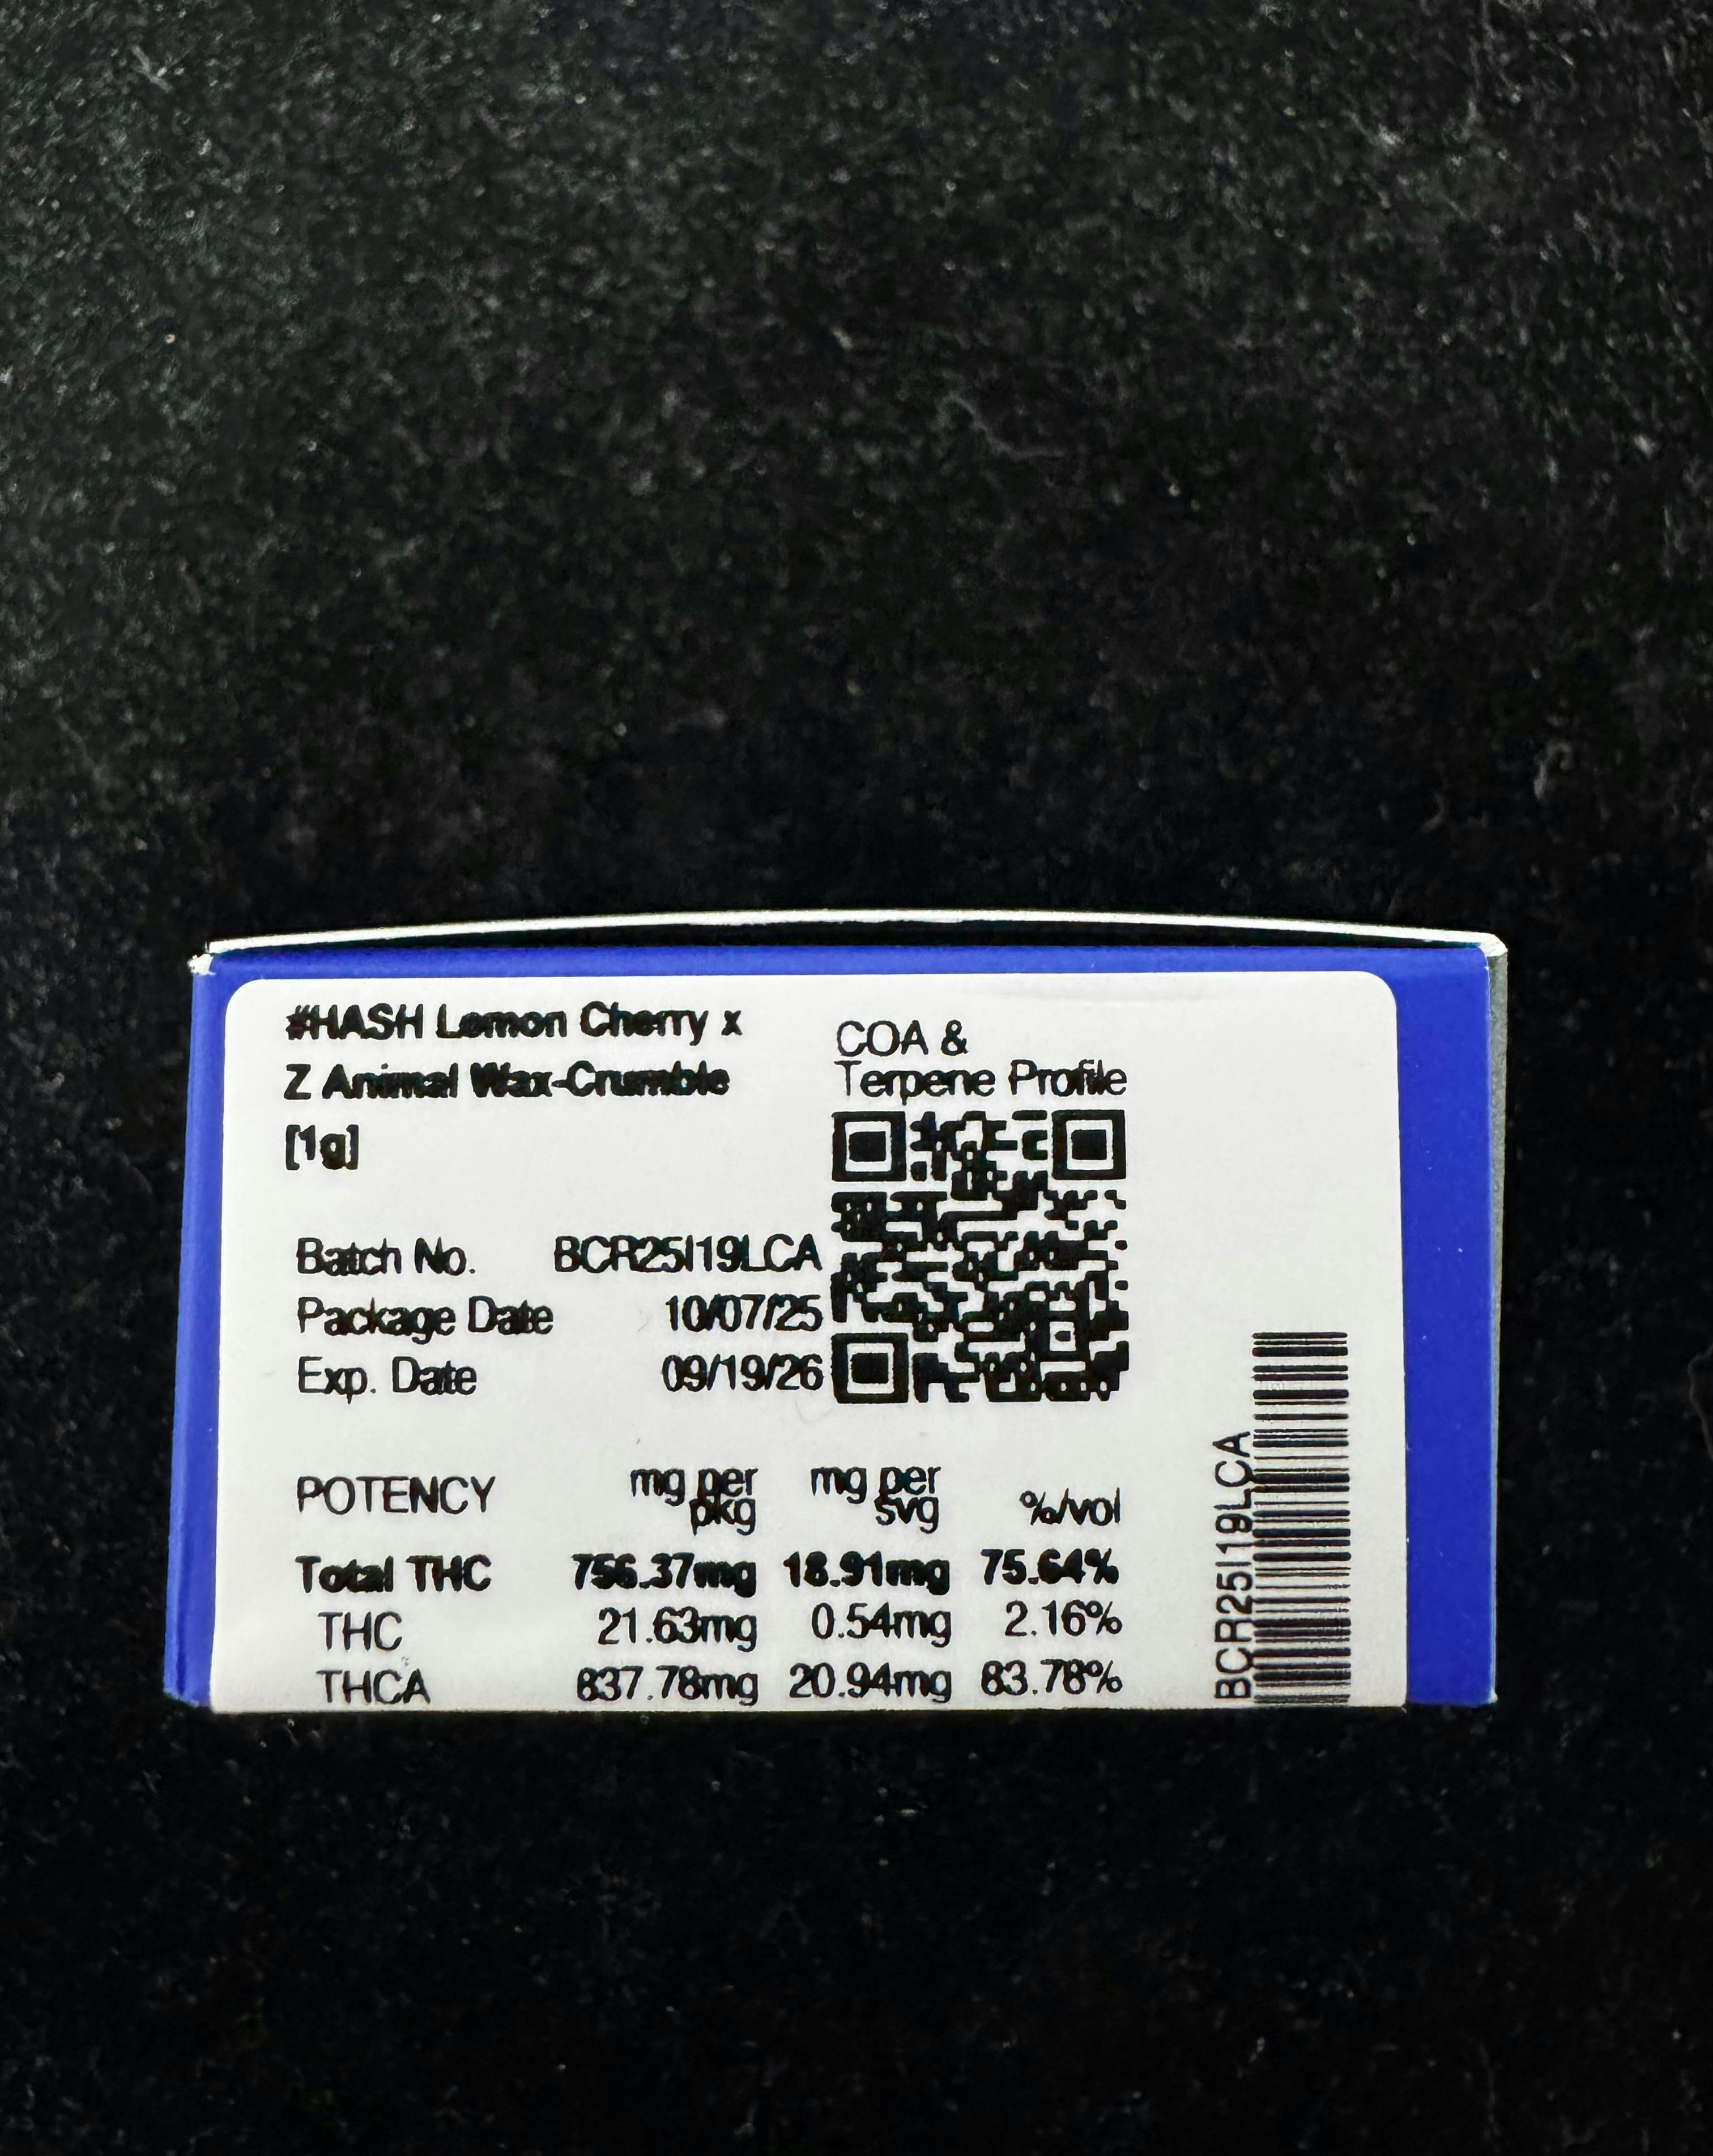 #HASH Lemon Cherry x
Z Animal Wax-Crumble
[1g]
COA &
Terpene Profile
Batch No. BCR25I19LCA
Package Date 10/07/25
Exp. Date 09/19/26
POTENCY mg per pkg mg per svg %/vol
Total THC 756.37mg 18.91mg 75.64%
THC 21.63mg 0.54mg 2.16%
THCA 837.78mg 20.94mg 83.78%
BCR25I19LCA